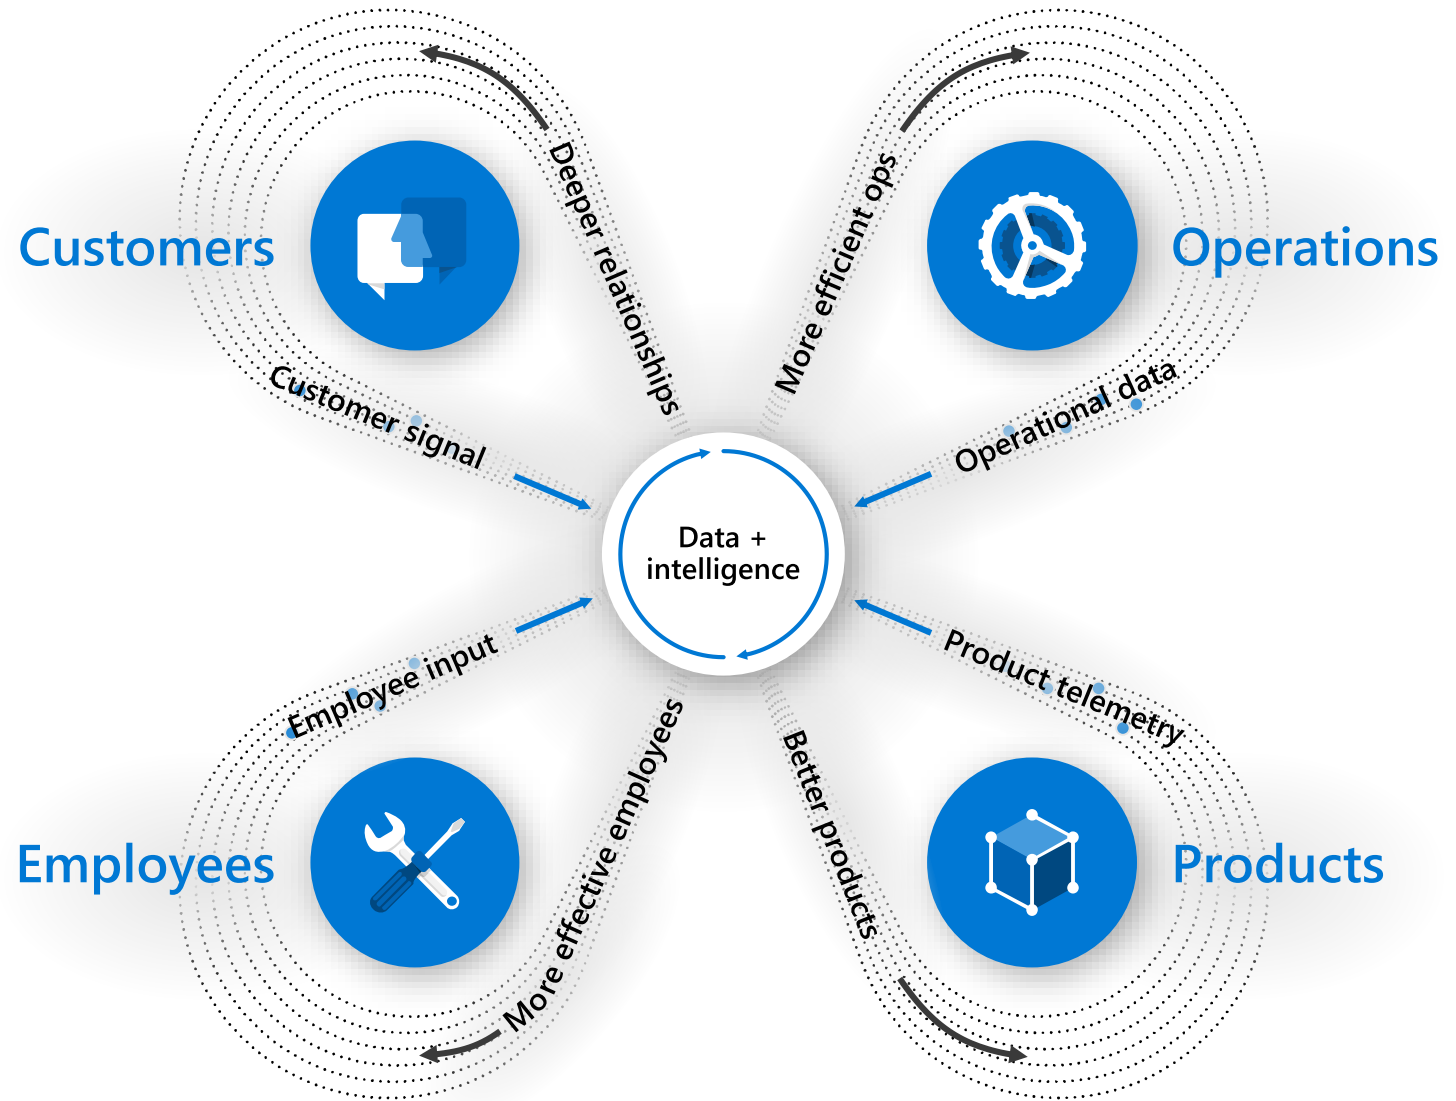 Customers
Deeper relationships
Customer signal
More efficient ops
Operations
Operational data
Data +
intelligence
Employee input
Employees
More effective employees
Product telemetry
Better products
Products